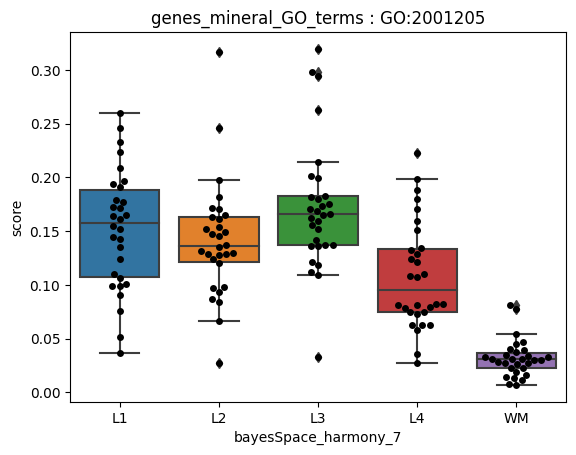 genes_mineral_GO_terms : GO:2001205
0.30
0.25
0.20
0.15
0.10
0.05
0.00
score
L1 L2 L3 L4 WM
bayesSpace_harmony_7